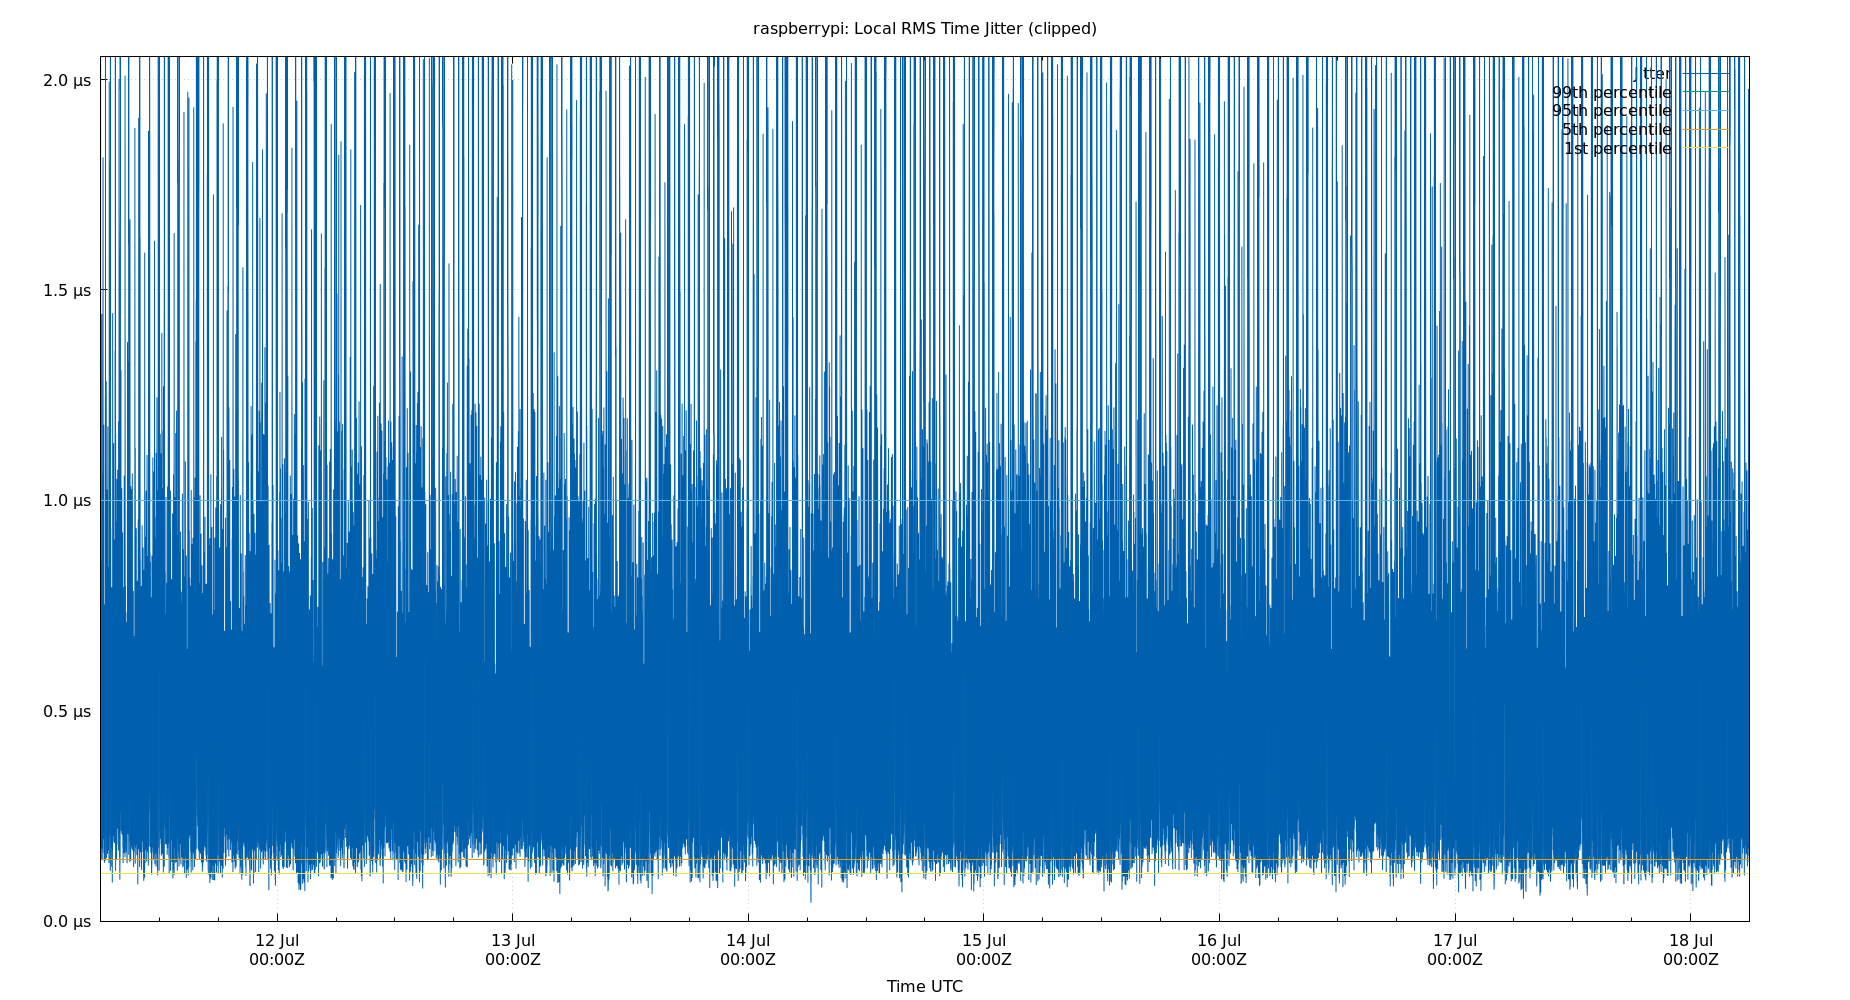 raspberrypi: Local RMS Time Jitter (clipped)
2.0 μs
1.5 μs
1.0 μs
0.5 μs
0.0 μs
Jitter
99th percentile
95th percentile
5th percentile
1st percentile
12 Jul 13 Jul 14 Jul 15 Jul 16 Jul 17 Jul 18 Jul
00:00Z 00:00Z 00:00Z 00:00Z 00:00Z 00:00Z 00:00Z
Time UTC